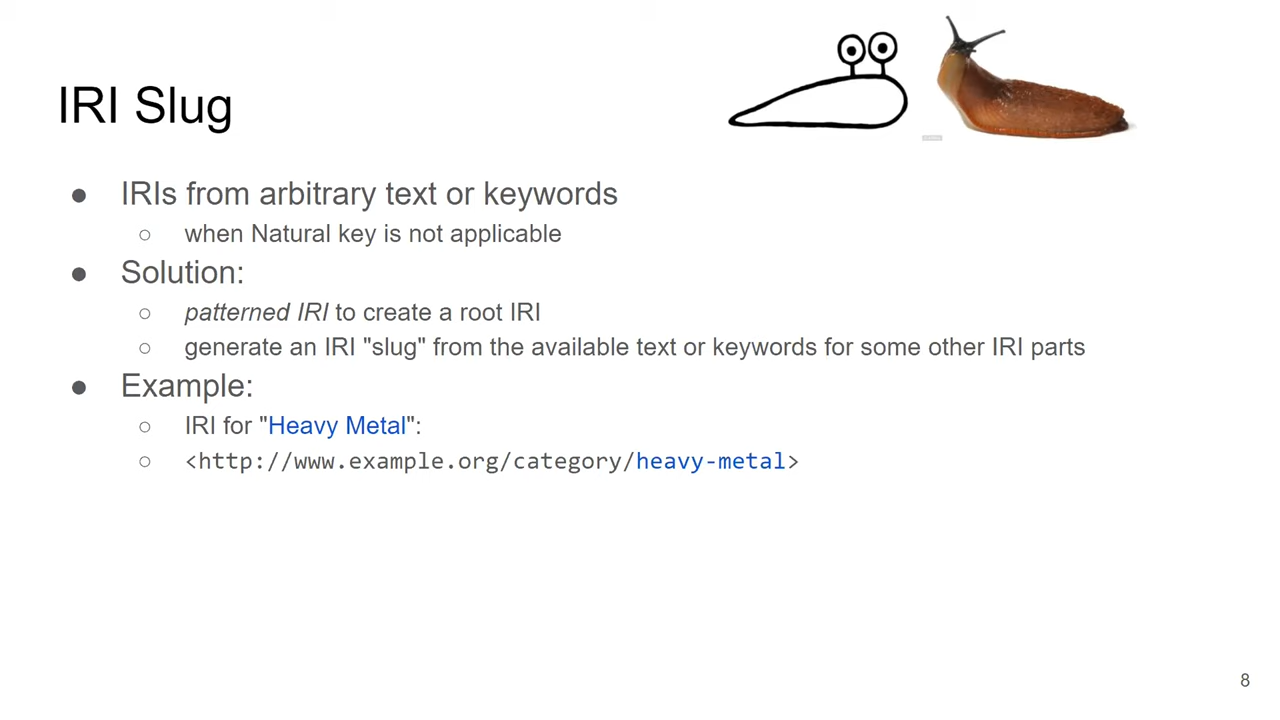 IRI Slug
● IRIs from arbitrary text or keywords
○ when Natural key is not applicable
● Solution:
○ patterned IRI to create a root IRI
○ generate an IRI "slug" from the available text or keywords for some other IRI parts
● Example:
○ IRI for "Heavy Metal":
○ <http://www.example.org/category/heavy-metal>
8